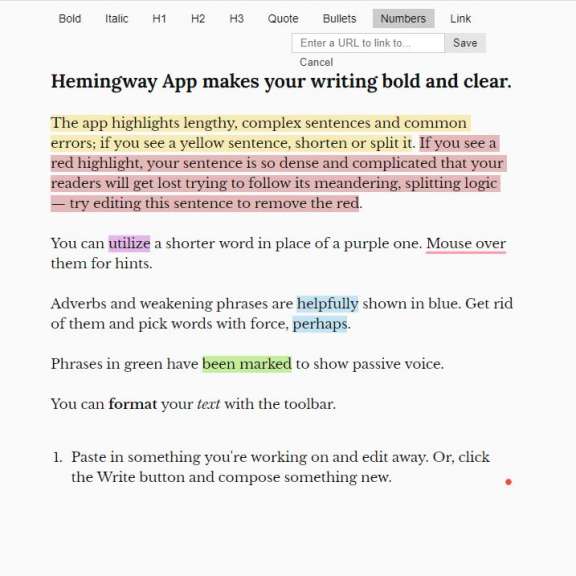 Bold Italic H1 H2 H3 Quote Bullets Numbers Link
Enter a URL to link to... Save
Cancel
Hemingway App makes your writing bold and clear.
The app highlights lengthy, complex sentences and common
errors; if you see a yellow sentence, shorten or split it. If you see a
red highlight, your sentence is so dense and complicated that your
readers will get lost trying to follow its meandering, splitting logic
— try editing this sentence to remove the red.
You can utilize a shorter word in place of a purple one. Mouse over
them for hints.
Adverbs and weakening phrases are helpfully shown in blue. Get rid
of them and pick words with force, perhaps.
Phrases in green have been marked to show passive voice.
You can format your text with the toolbar.
1. Paste in something you're working on and edit away. Or, click
the Write button and compose something new.